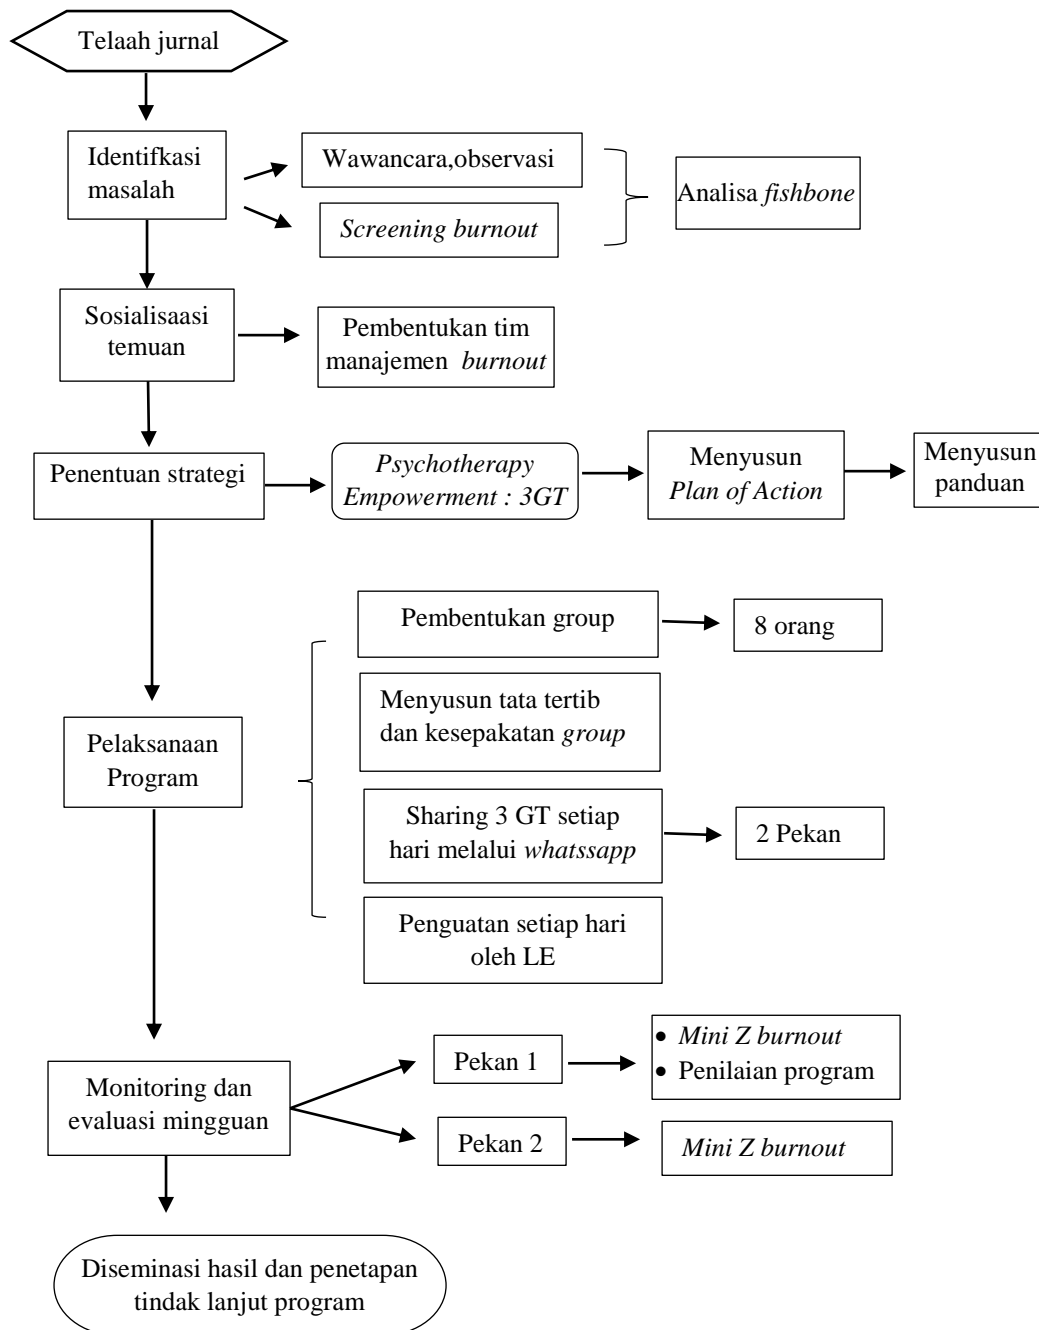 Telaah jurnal
Identifkasi
masalah
Wawancara,observasi
Screening burnout
Analisa fishbone
Sosialisaasi
temuan
Pembentukan tim
manajemen burnout
Penentuan strategi
Psychotherapy
Empowerment : 3GT
Menyusun
Plan of Action
Menyusun
panduan
Pelaksanaan
Program
Pembentukan group
8 orang
Menyusun tata tertib
dan kesepakatan group
Sharing 3 GT setiap
hari melalui whatssapp
2 Pekan
Penguatan setiap hari
oleh LE
Monitoring dan
evaluasi mingguan
Pekan 1
• Mini Z burnout
• Penilaian program
Pekan 2
Mini Z burnout
Diseminasi hasil dan penetapan
tindak lanjut program